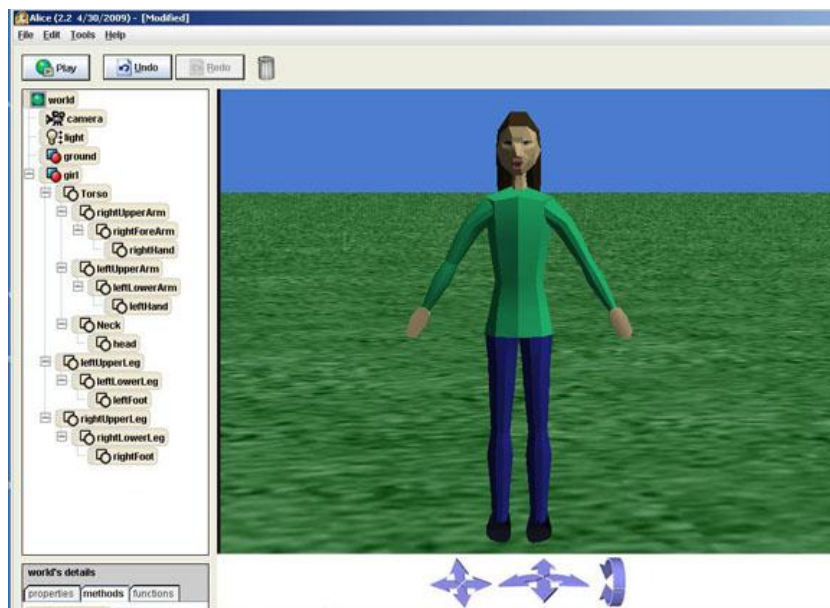 Alice (2.2 4/30/2009) - [Modified]
File Edit Tools Help
Play Undo Redo
world
camera
light
ground
girl
Torso
rightUpperArm
rightForeArm
rightHand
leftUpperArm
leftLowerArm
leftHand
Neck
head
leftUpperLeg
leftLowerLeg
leftFoot
rightUpperLeg
rightLowerLeg
rightFoot
world's details
properties methods functions